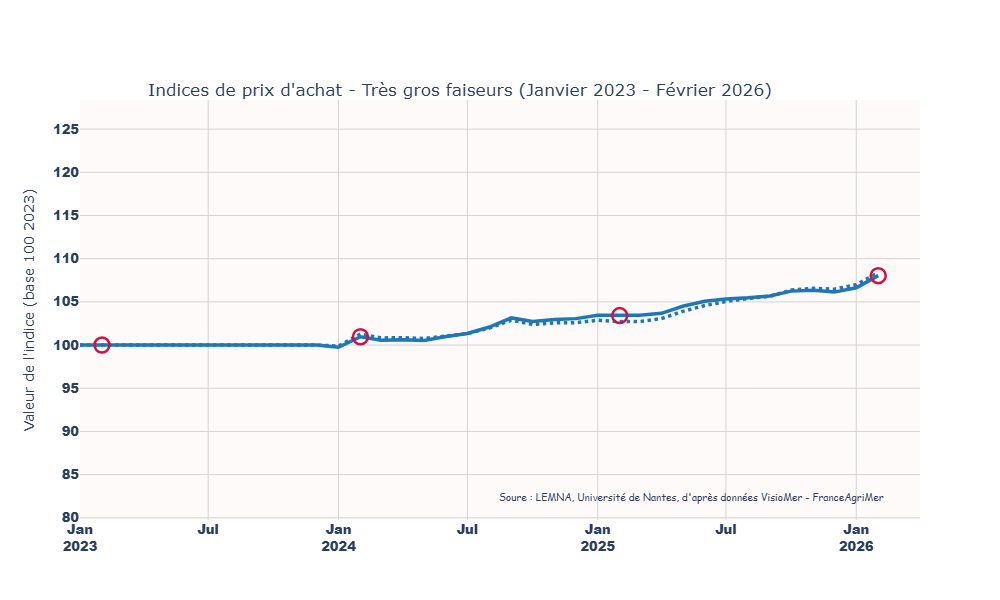 Indices de prix d'achat - Très gros faiseurs (Janvier 2023 - Février 2026)
Valeur de l'indice (base 100 2023)
125
120
115
110
105
100
95
90
85
80
Soure : LEMNA, Université de Nantes, d'après données VisioMer - FranceAgriMer
Jan
2023
Jul
Jan
2024
Jul
Jan
2025
Jul
Jan
2026